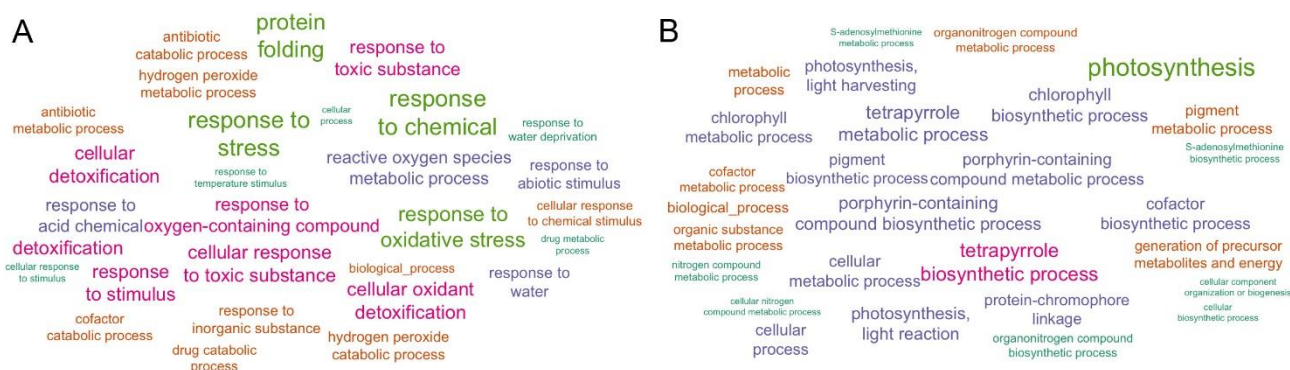 A
protein
folding
antibiotic
catabolic process
response to
toxic substance
hydrogen peroxide
metabolic process
response
to chemical
cellular
process
antibiotic
metabolic process
response to
stress
response to
water deprivation
cellular
detoxification
reactive oxygen species
metabolic process
response to
abiotic stimulus
response to
temperature stimulus
response to
acid chemical
response to
oxygen-containing compound
response to
oxidative stress
cellular response
to chemical stimulus
detoxification
drug metabolic
process
cellular response
to toxic substance
cellular response
to stimulus
response
to stimulus
biological_process
cellular oxidant
detoxification
response to
water
cofactor
catabolic process
response to
inorganic substance
hydrogen peroxide
catabolic process
drug catabolic
process
B
S-adenosylmethionine
metabolic process
organonitrogen compound
metabolic process
metabolic
process
photosynthesis,
light harvesting
photosynthesis
chlorophyll
metabolic process
tetrapyrrole
metabolic process
chlorophyll
biosynthetic process
pigment
metabolic process
S-adenosylmethionine
biosynthetic process
cofactor
metabolic process
pigment
biosynthetic process
porphyrin-containing
compound metabolic process
biological_process
porphyrin-containing
compound biosynthetic process
cofactor
biosynthetic process
organic substance
metabolic process
tetrapyrrole
biosynthetic process
generation of precursor
metabolites and energy
nitrogen compound
metabolic process
cellular
metabolic process
cellular component
organization or biogenesis
cellular nitrogen
compound metabolic process
photosynthesis,
light reaction
protein-chromophore
linkage
cellular
biosynthetic process
cellular
process
organonitrogen compound
biosynthetic process